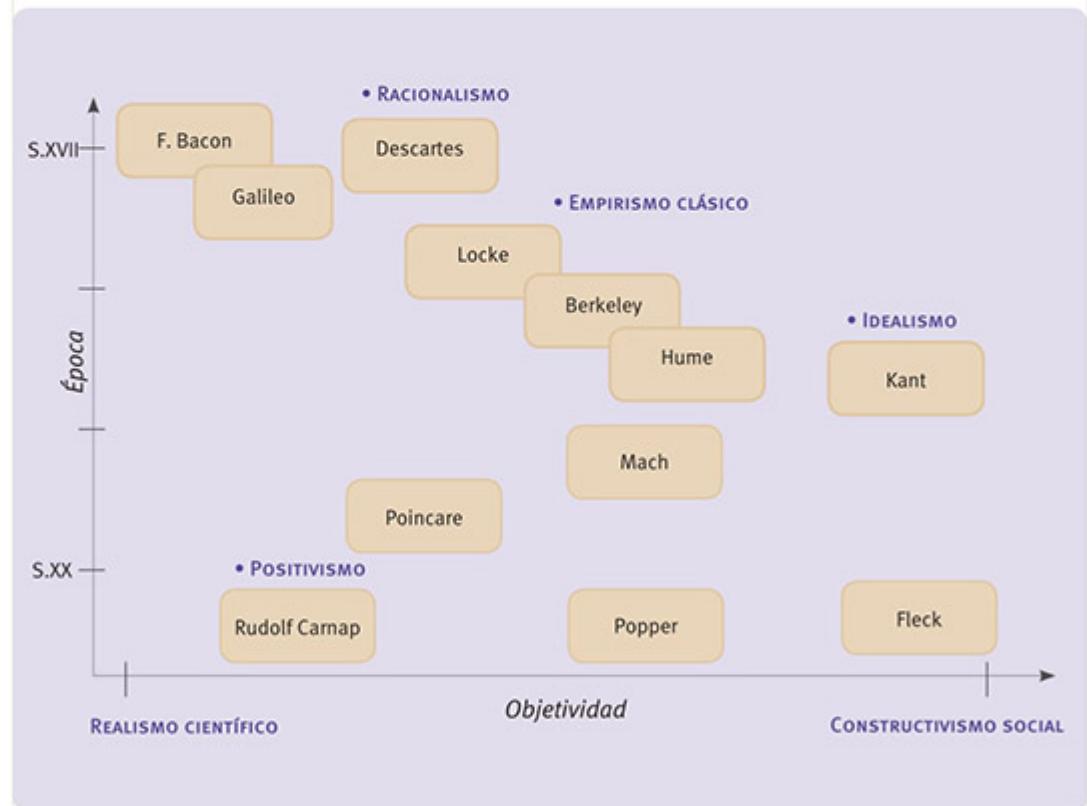 • RACIONALISMO
F. Bacon
S.XVII
Descartes
Galileo
• EMPIRISMO CLÁSICO
Locke
Berkeley
• IDEALISMO
Época
Hume
Kant
Mach
Poincare
• POSITIVISMO
S.XX
Rudolf Carnap
Popper
Fleck
Objetividad
REALISMO CIENTÍFICO
CONSTRUCTIVISMO SOCIAL